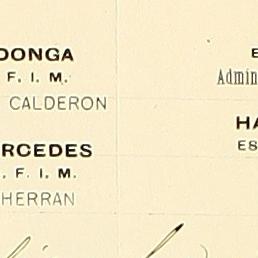 DONGA
F. I. M.
CALDERON
RCEDES
. F. I. M.
HERRAN
E
Admin
HA
ES